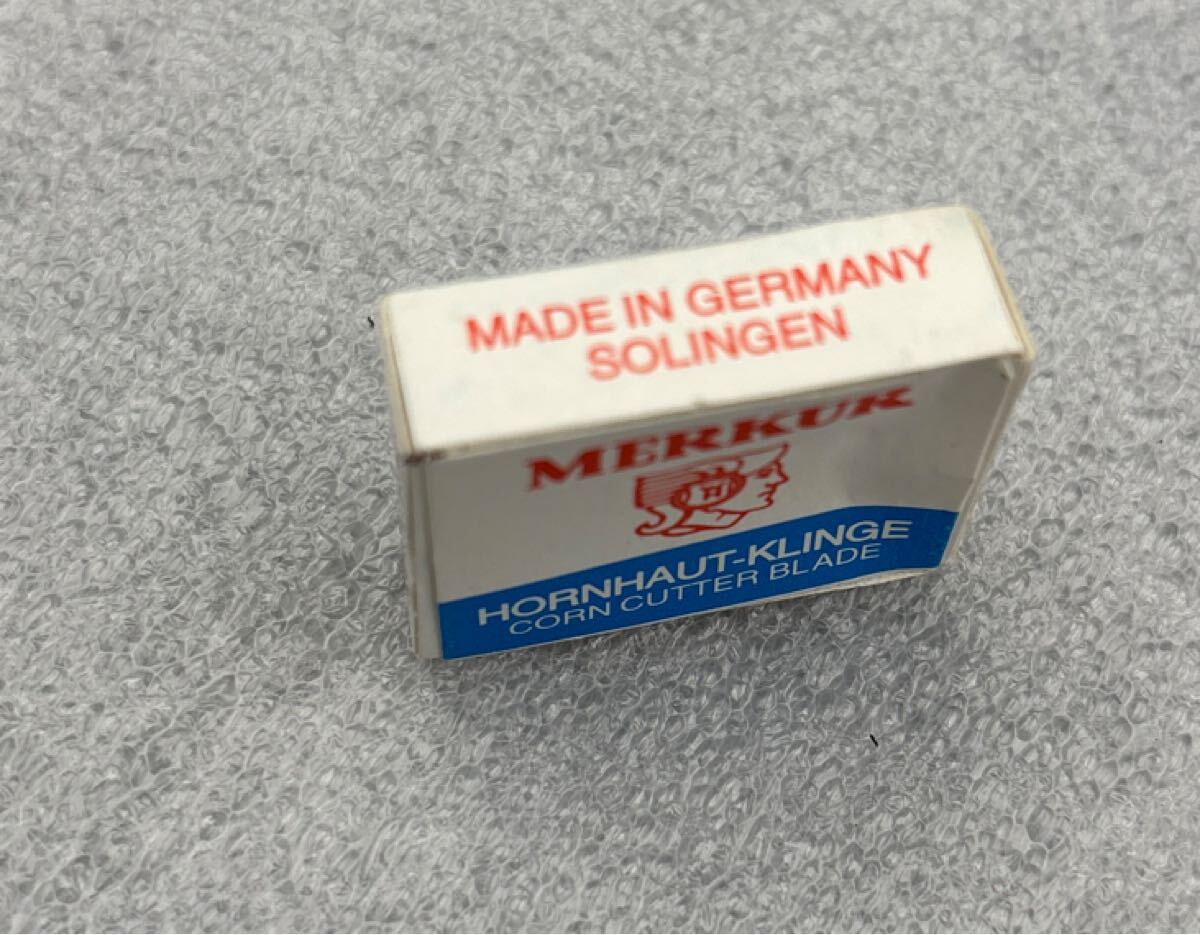 MADE IN GERMANY
SOLINGEN
MERKUR
HORNHAUT-KLINGE
CORN CUTTER BLADE